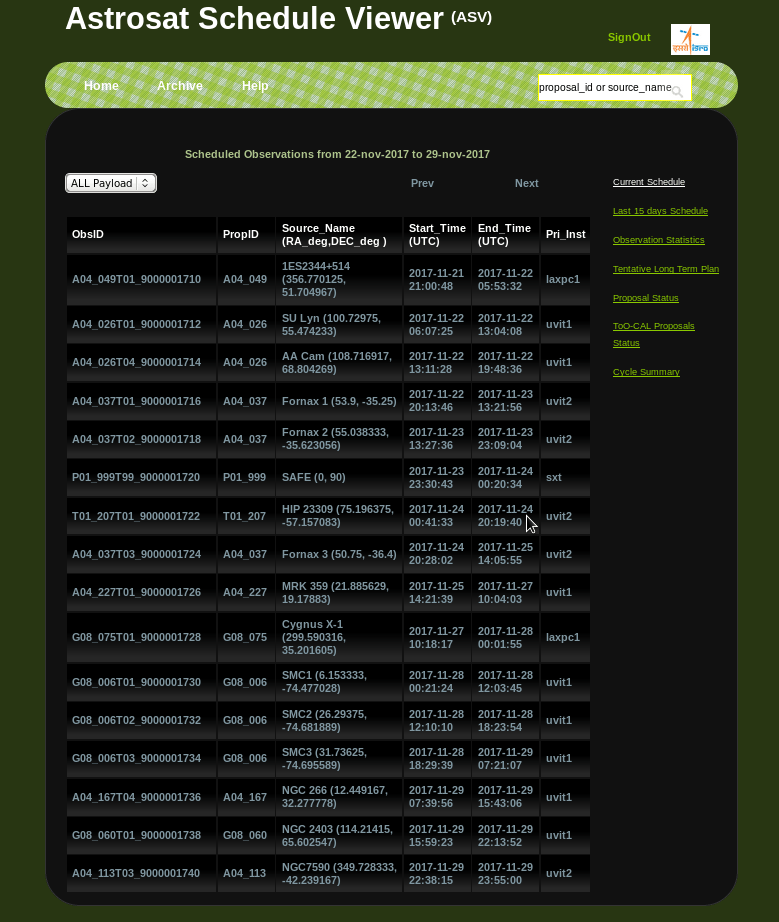 Astrosat Schedule Viewer (ASV)
SignOut
इसरो isro
Home Archive Help
proposal_id or source_name
Scheduled Observations from 22-nov-2017 to 29-nov-2017
ALL Payload
Prev Next
Current Schedule
Last 15 days Schedule
Observation Statistics
Tentative Long Term Plan
Proposal Status
ToO-CAL Proposals
Status
Cycle Summary
ObsID PropID Source_Name Start_Time End_Time Pri_Inst
(RA_deg,DEC_deg ) (UTC) (UTC)
1ES2344+514
A04_049T01_9000001710 A04_049 (356.770125, 2017-11-21 2017-11-22 laxpc1
51.704967) 21:00:48 05:53:32
A04_026T01_9000001712 A04_026 SU Lyn (100.72975, 2017-11-22 2017-11-22 uvit1
55.474233) 06:07:25 13:04:08
A04_026T04_9000001714 A04_026 AA Cam (108.716917, 2017-11-22 2017-11-22 uvit1
68.804269) 13:11:28 19:48:36
A04_037T01_9000001716 A04_037 Fornax 1 (53.9, -35.25) 2017-11-22 2017-11-23 uvit2
20:13:46 13:21:56
A04_037T02_9000001718 A04_037 Fornax 2 (55.038333, 2017-11-23 2017-11-23 uvit2
-35.623056) 13:27:36 23:09:04
P01_999T99_9000001720 P01_999 SAFE (0, 90) 2017-11-23 2017-11-24 sxt
23:30:43 00:20:34
T01_207T01_9000001722 T01_207 HIP 23309 (75.196375, 2017-11-24 2017-11-24 uvit2
-57.157083) 00:41:33 20:19:40
A04_037T03_9000001724 A04_037 Fornax 3 (50.75, -36.4) 2017-11-24 2017-11-25 uvit2
20:28:02 14:05:55
A04_227T01_9000001726 A04_227 MRK 359 (21.885629, 2017-11-25 2017-11-27 uvit1
19.17883) 14:21:39 10:04:03
Cygnus X-1
G08_075T01_9000001728 G08_075 (299.590316, 2017-11-27 2017-11-28 laxpc1
35.201605) 10:18:17 00:01:55
G08_006T01_9000001730 G08_006 SMC1 (6.153333, 2017-11-28 2017-11-28 uvit1
-74.477028) 00:21:24 12:03:45
G08_006T02_9000001732 G08_006 SMC2 (26.29375, 2017-11-28 2017-11-28 uvit1
-74.681889) 12:10:10 18:23:54
G08_006T03_9000001734 G08_006 SMC3 (31.73625, 2017-11-28 2017-11-29 uvit1
-74.695589) 18:29:39 07:21:07
A04_167T04_9000001736 A04_167 NGC 266 (12.449167, 2017-11-29 2017-11-29 uvit1
32.277778) 07:39:56 15:43:06
G08_060T01_9000001738 G08_060 NGC 2403 (114.21415, 2017-11-29 2017-11-29 uvit1
65.602547) 15:59:23 22:13:52
A04_113T03_9000001740 A04_113 NGC7590 (349.728333, 2017-11-29 2017-11-29 uvit2
-42.239167) 22:38:15 23:55:00